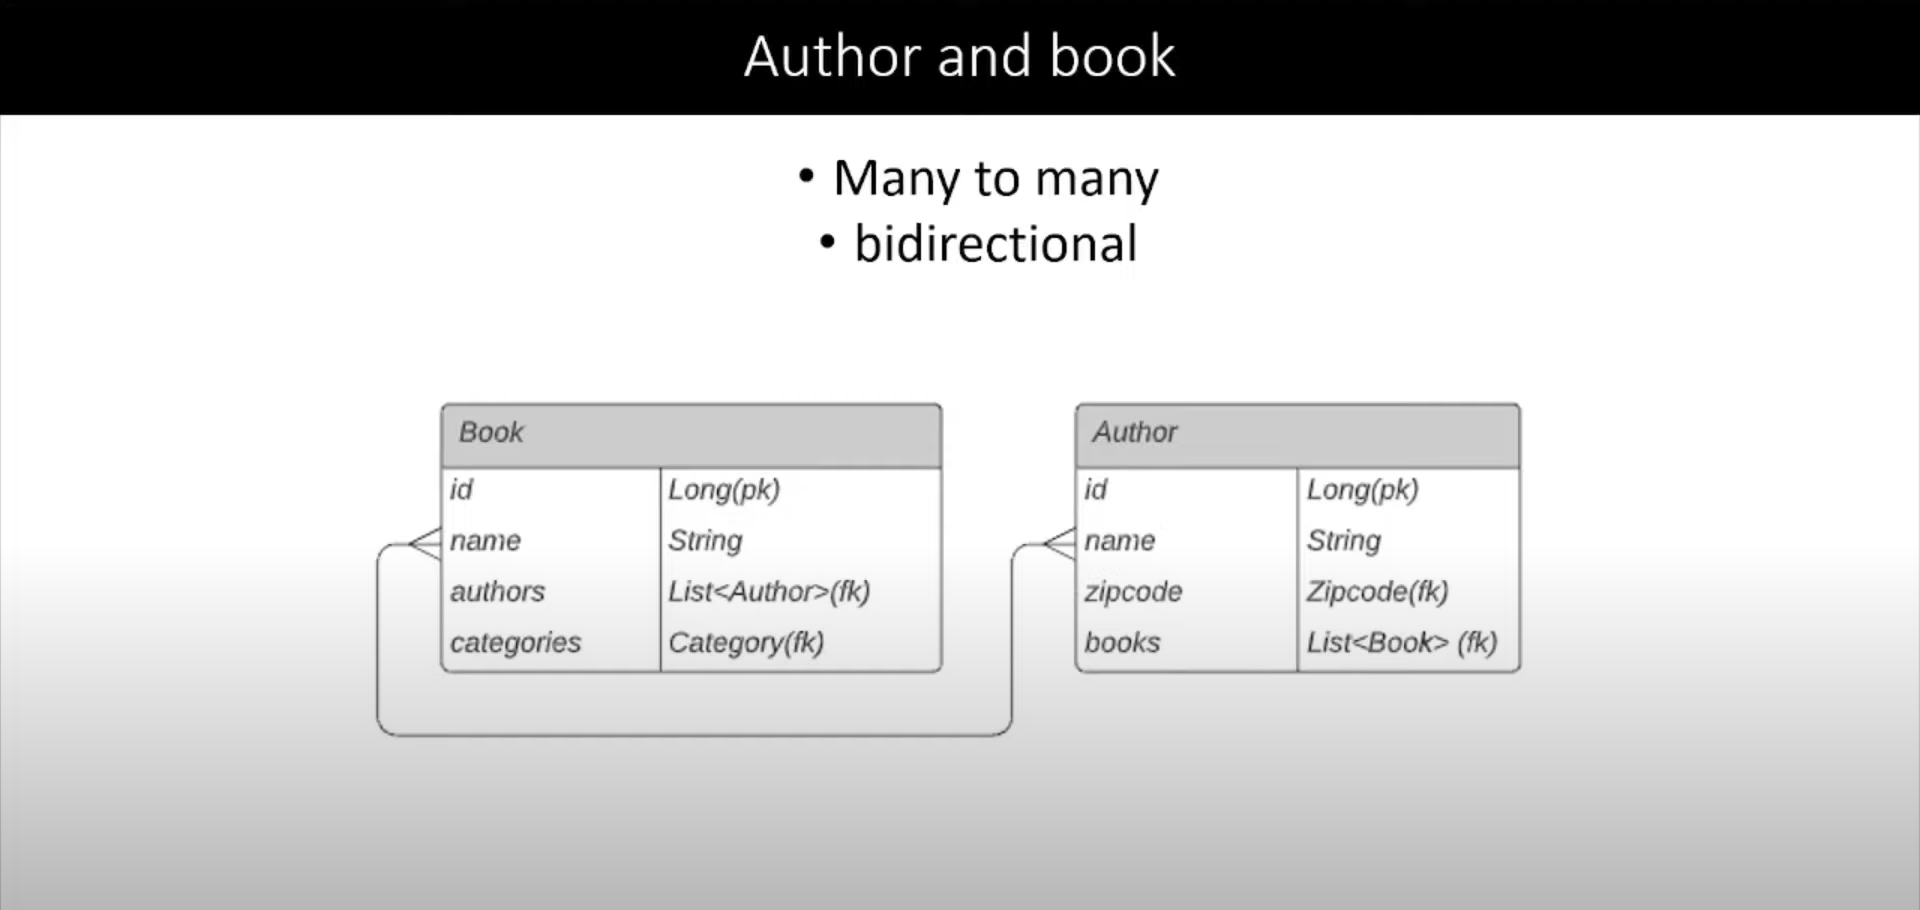 Author and book
• Many to many
• bidirectional
Book
id Long(pk)
name String
authors List<Author>(fk)
categories Category(fk)
Author
id Long(pk)
name String
zipcode Zipcode(fk)
books List<Book> (fk)